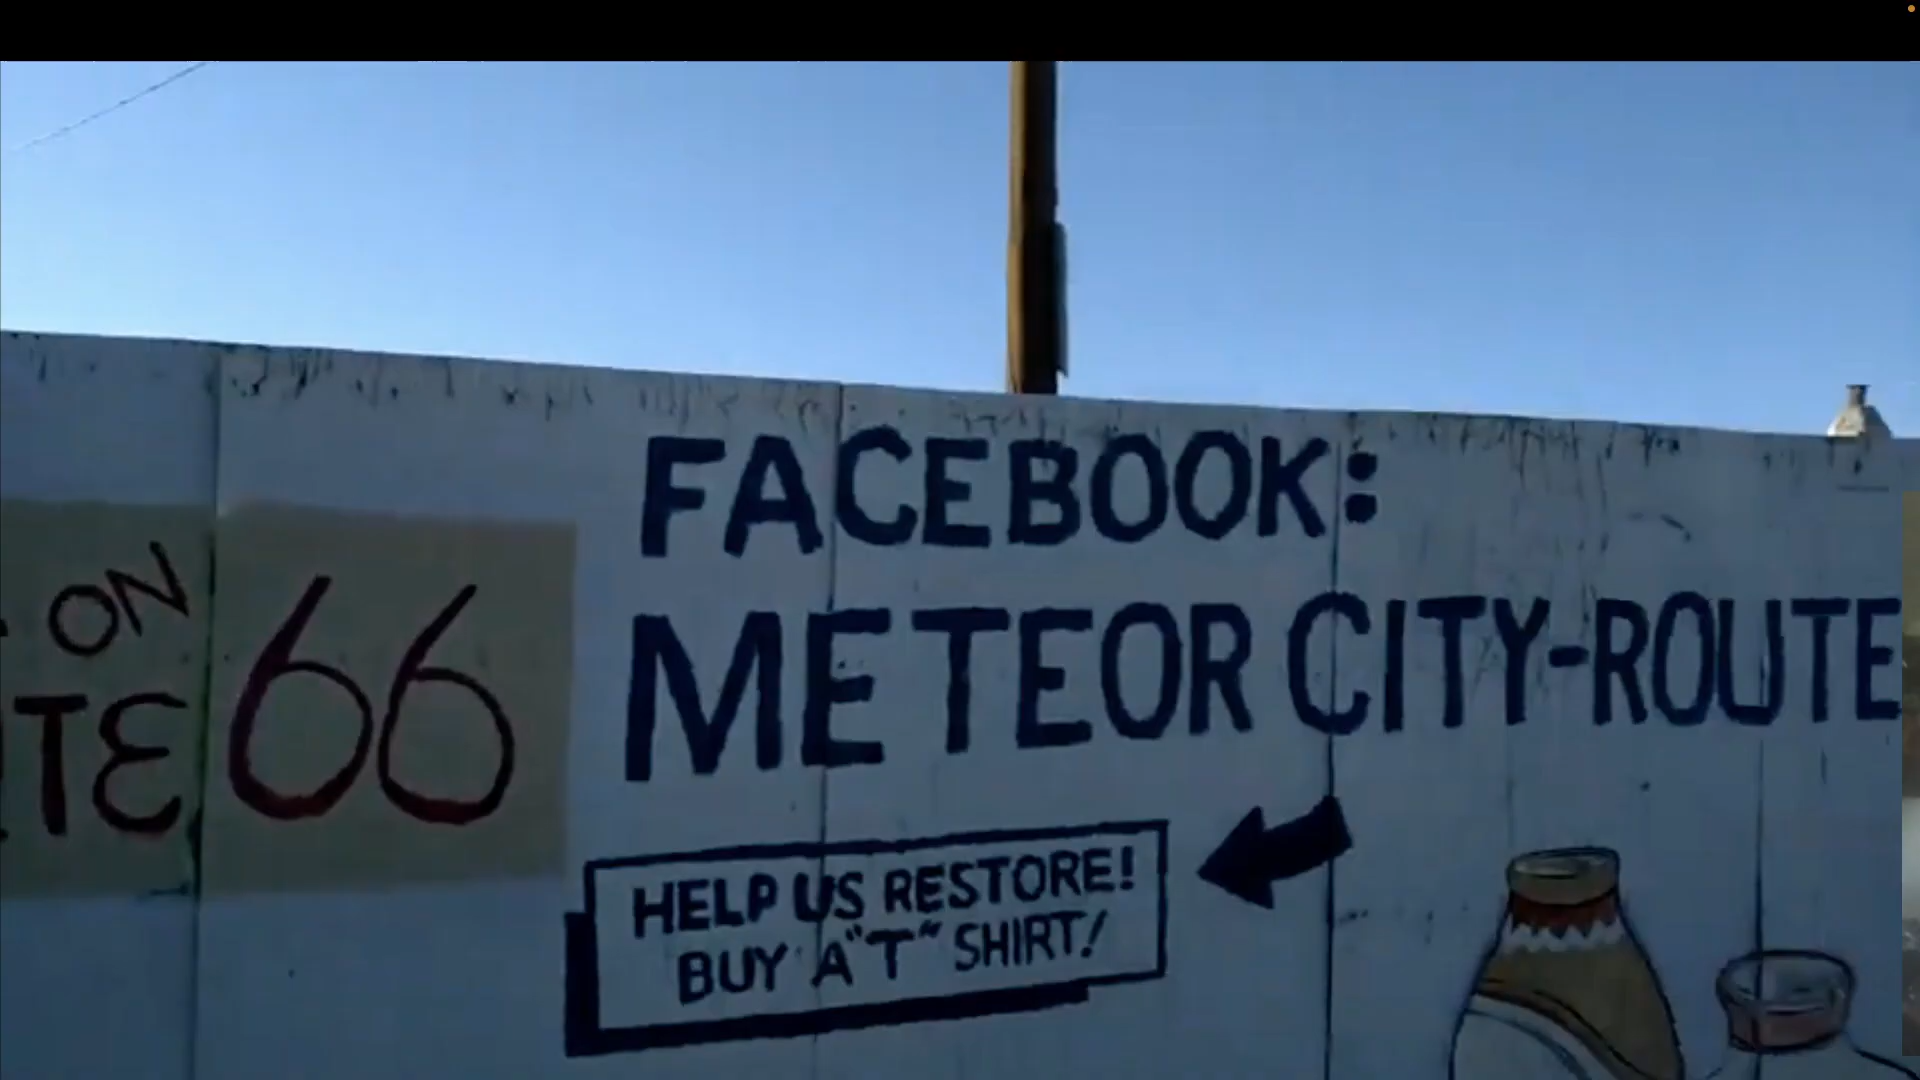 ON
66
FACEBOOK:
METEOR CITY-ROUTE
HELP US RESTORE!
BUY A "T" SHIRT!